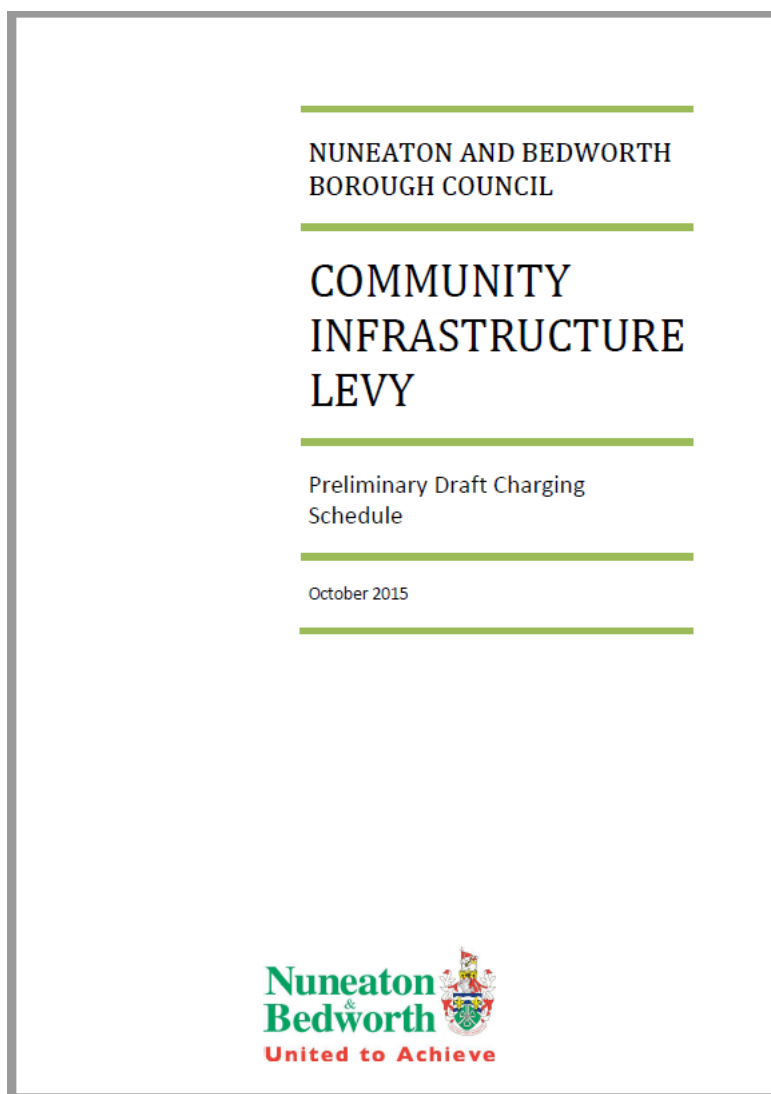 NUNEATON AND BEDWORTH
BOROUGH COUNCIL
COMMUNITY
INFRASTRUCTURE
LEVY
Preliminary Draft Charging
Schedule
October 2015
Nuneaton
&
Bedworth
United to Achieve